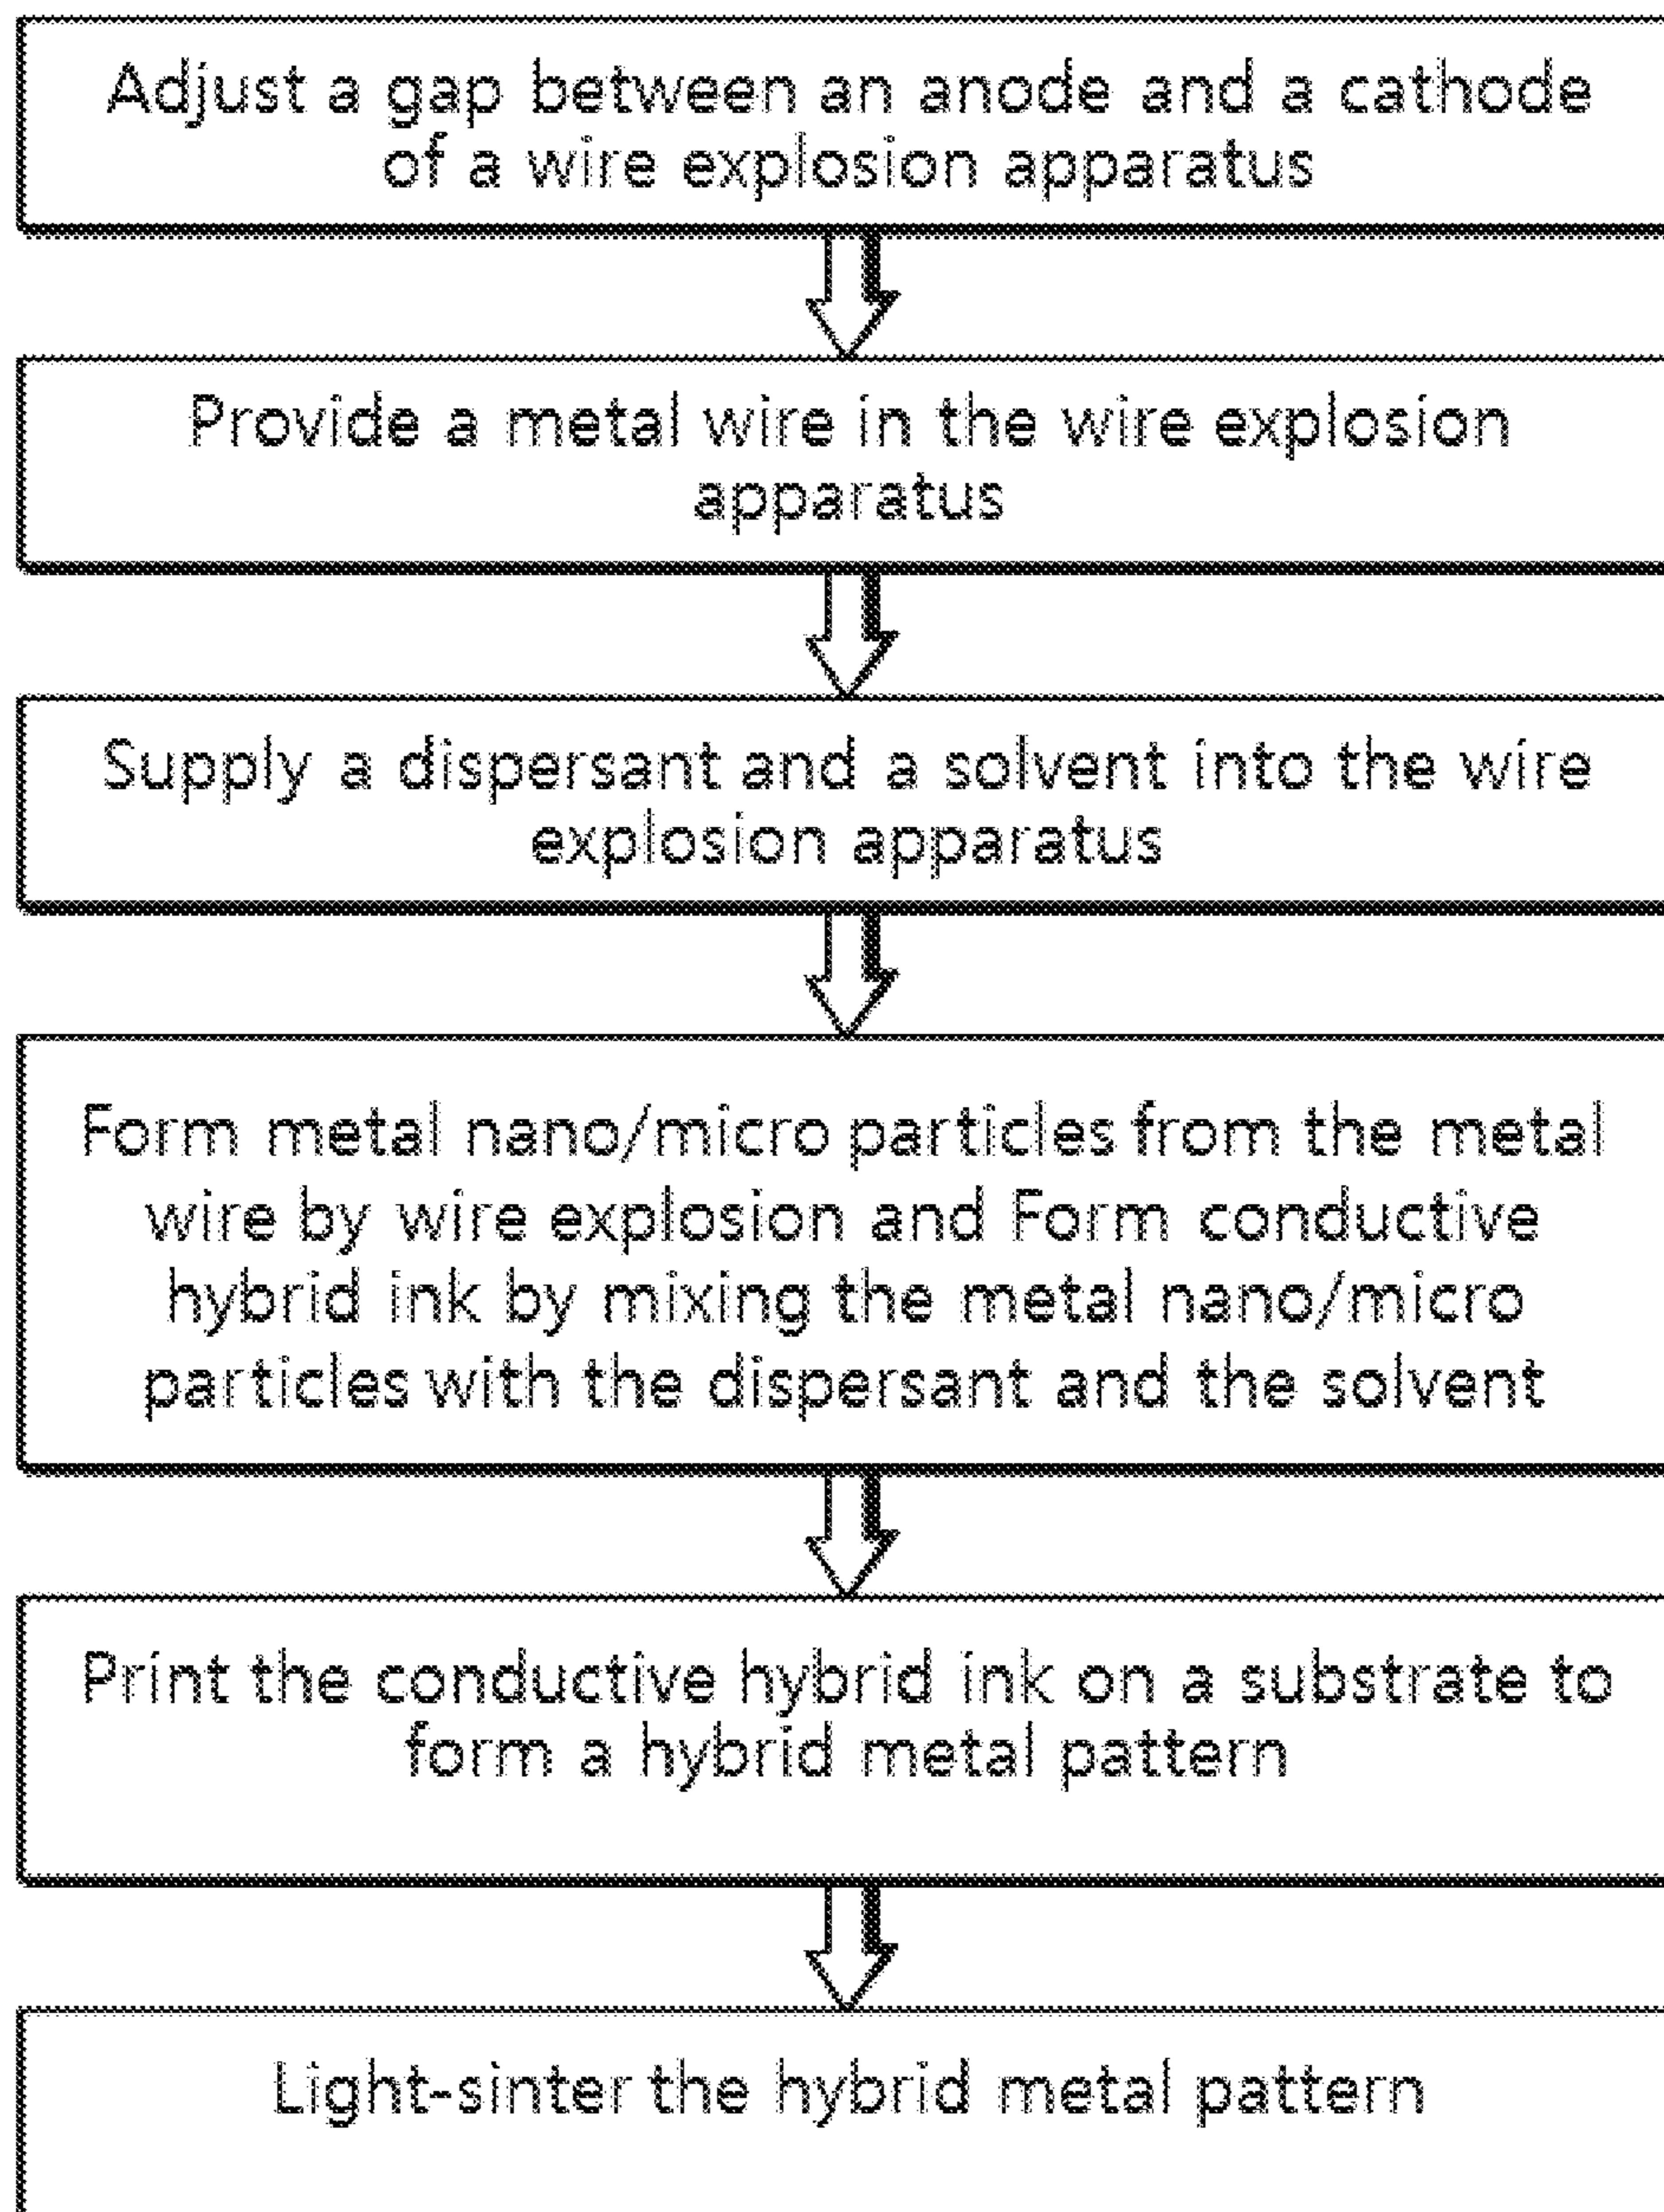 Adjust a gap between an anode and a cathode
of a wire explosion apparatus
Provide a metal wire in the wire explosion
apparatus
Supply a dispersant and a solvent into the wire
explosion apparatus
Form metal nano/micro particles from the metal
wire by wire explosion and Form conductive
hybrid ink by mixing the metal nano/micro
particles with the dispersant and the solvent
Print the conductive hybrid ink on a substrate to
form a hybrid metal pattern
Light-sinter the hybrid metal pattern